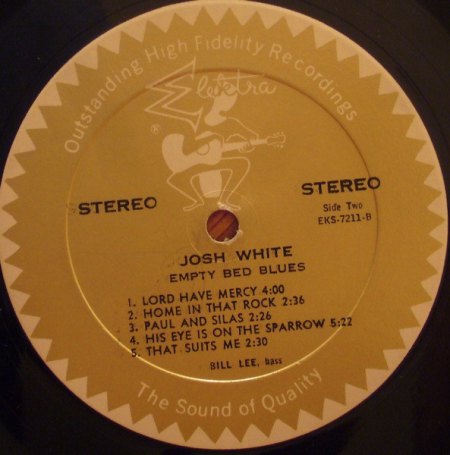 Outstanding High Fidelity Recordings
Elektra
®
STEREO
STEREO
Side Two
EKS-7211-B
JOSH WHITE
EMPTY BED BLUES
1. LORD HAVE MERCY 4:00
2. HOME IN THAT ROCK 2:36
3. PAUL AND SILAS 2:26
4. HIS EYE IS ON THE SPARROW 5:22
5. THAT SUITS ME 2:30
BILL LEE, bass
The Sound of Quality